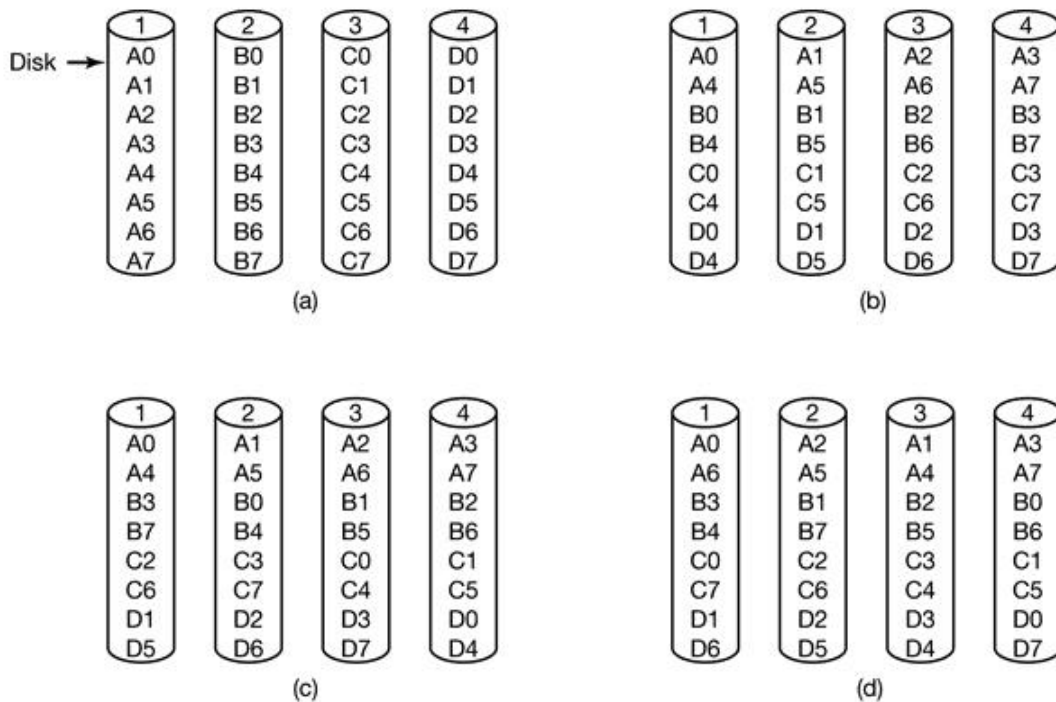 1 2 3 4 1 2 3 4
Disk A0 B0 C0 D0 A0 A1 A2 A3
A1 B1 C1 D1 A4 A5 A6 A7
A2 B2 C2 D2 B0 B1 B2 B3
A3 B3 C3 D3 B4 B5 B6 B7
A4 B4 C4 D4 C0 C1 C2 C3
A5 B5 C5 D5 C4 C5 C6 C7
A6 B6 C6 D6 D0 D1 D2 D3
A7 B7 C7 D7 D4 D5 D6 D7
(a) (b)
1 2 3 4 1 2 3 4
A0 A1 A2 A3 A0 A2 A1 A3
A4 A5 A6 A7 A6 A5 A4 A7
B3 B0 B1 B2 B3 B1 B2 B0
B7 B4 B5 B6 B4 B7 B5 B6
C2 C3 C0 C1 C0 C2 C3 C1
C6 C7 C4 C5 C7 C6 C4 C5
D1 D2 D3 D0 D1 D2 D3 D0
D5 D6 D7 D4 D6 D5 D4 D7
(c) (d)